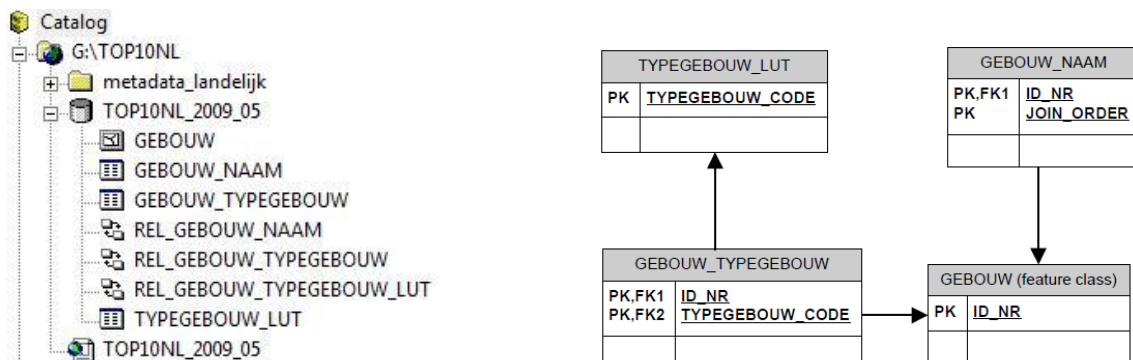 Catalog
G:\TOP10NL
metadata_landelijk
TOP10NL_2009_05
GEBOUW
GEBOUW_NAAM
GEBOUW_TYPEGEBOUW
REL_GEBOUW_NAAM
REL_GEBOUW_TYPEGEBOUW
REL_GEBOUW_TYPEGEBOUW_LUT
TYPEGEBOUW_LUT
TOP10NL_2009_05
TYPEGEBOUW_LUT
PK TYPEGEBOUW_CODE
GEBOUW_NAAM
PK,FK1 ID_NR
PK JOIN_ORDER
GEBOUW_TYPEGEBOUW
PK,FK1 ID_NR
PK,FK2 TYPEGEBOUW_CODE
GEBOUW (feature class)
PK ID_NR